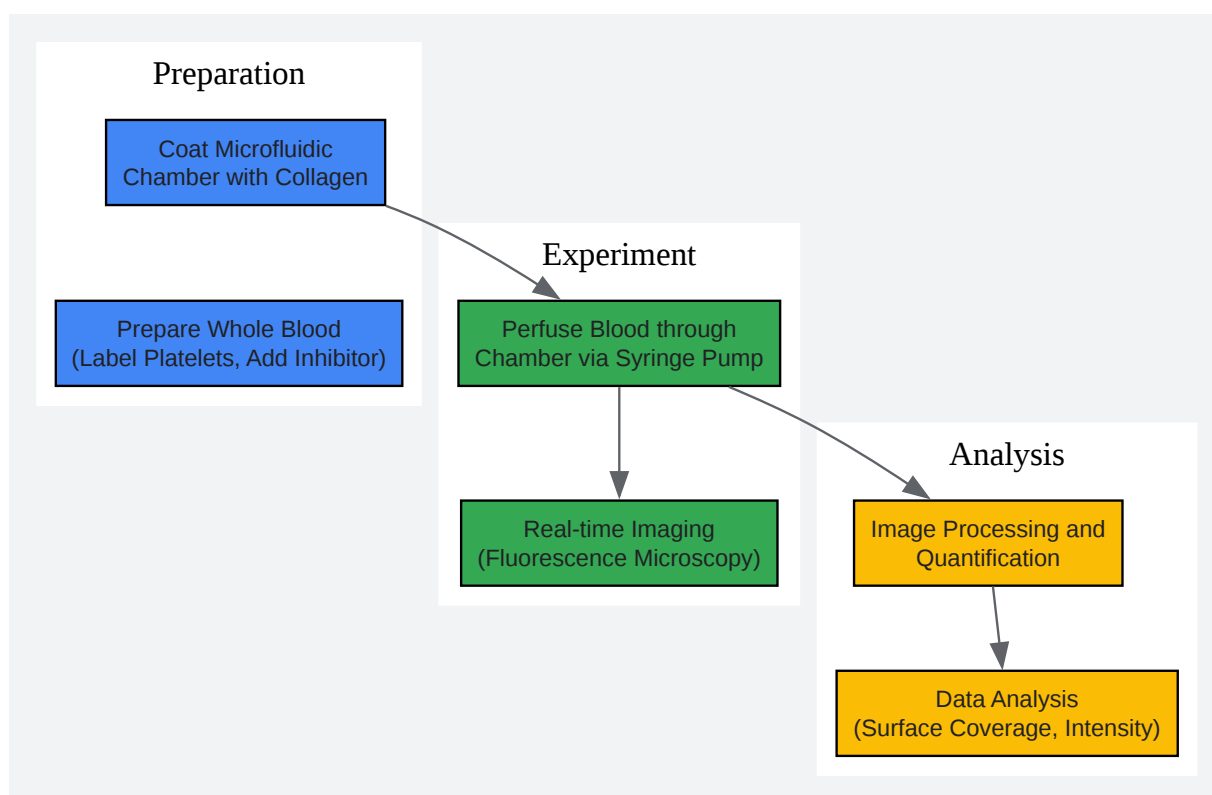 Preparation
Coat Microfluidic
Chamber with Collagen
Prepare Whole Blood
(Label Platelets, Add Inhibitor)
Experiment
Perfuse Blood through
Chamber via Syringe Pump
Real-time Imaging
(Fluorescence Microscopy)
Analysis
Image Processing and
Quantification
Data Analysis
(Surface Coverage, Intensity)